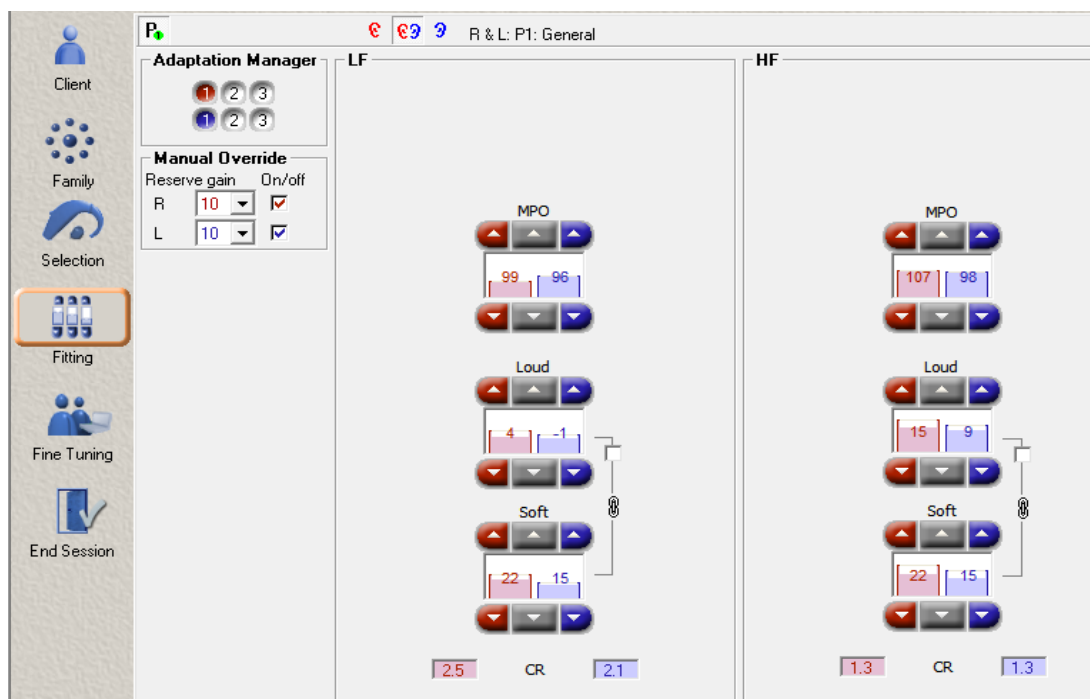 P1
R & L: P1: General
Client
Family
Selection
Fitting
Fine Tuning
End Session
Adaptation Manager
1 2 3
1 2 3
Manual Override
Reserve gain On/off
R 10
L 10
LF
MPO
99 96
Loud
4 -1
Soft
22 15
2.5 CR 2.1
HF
MPO
107 98
Loud
15 9
Soft
22 15
1.3 CR 1.3